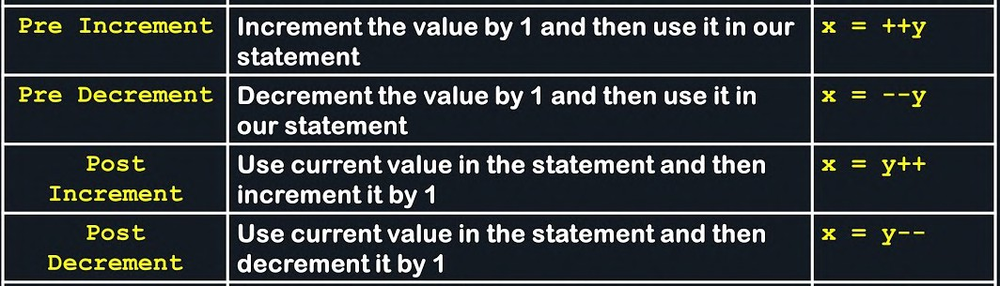 Pre Increment
Increment the value by 1 and then use it in our
statement
x = ++y
Pre Decrement
Decrement the value by 1 and then use it in
our statement
x = --y
Post
Increment
Use current value in the statement and then
increment it by 1
x = y++
Post
Decrement
Use current value in the statement and then
decrement it by 1
x = y--